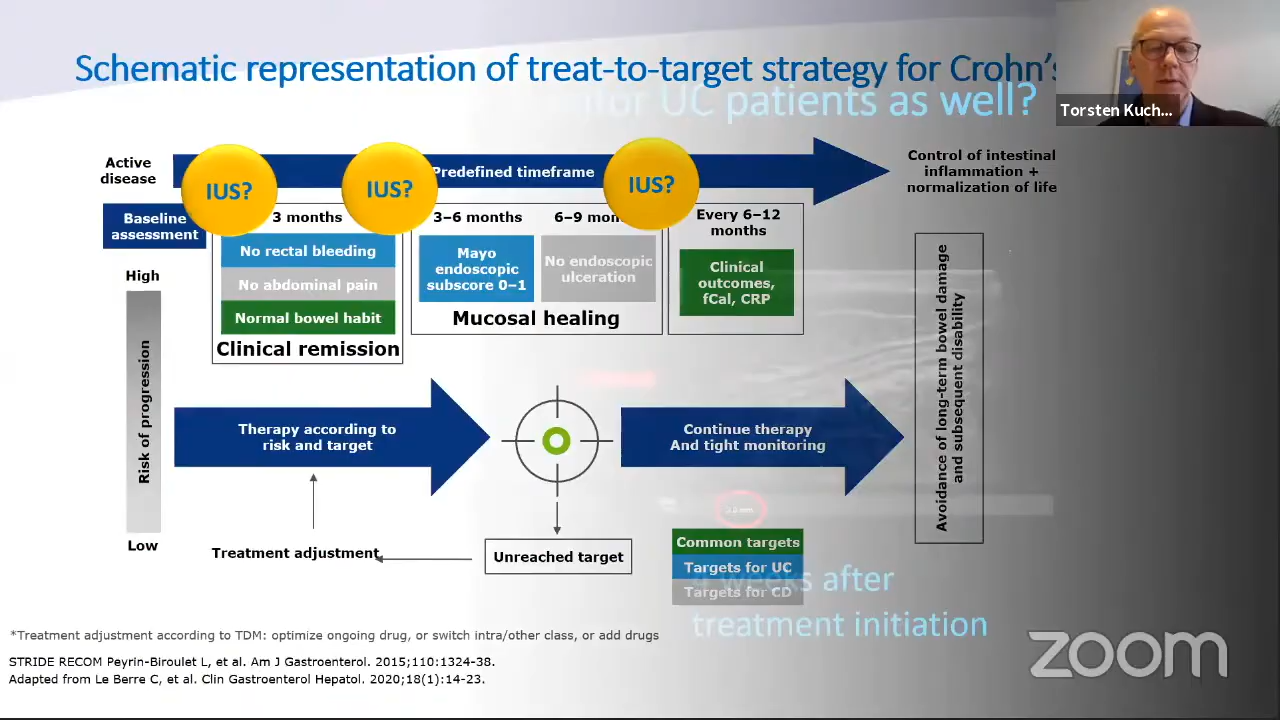 Schematic representation of treat-to-target strategy for Crohn's
for UC patients as well?
Torsten Kuch...
Active
disease
IUS?
IUS?
Predefined timeframe
IUS?
Control of intestinal
inflammation +
normalization of life
Baseline
assessment
3 months
No rectal bleeding
No abdominal pain
Normal bowel habit
Clinical remission
3–6 months
6–9
Mayo
endoscopic
subscore 0–1
No endoscopic
ulceration
Mucosal healing
Every 6–12
months
Clinical
outcomes,
fCal, CRP
High
Risk of progression
Low
Therapy according to
risk and target
Continue therapy
And tight monitoring
Avoidance of long-term bowel damage
and subsequent disability
Treatment adjustment
Unreached target
Common targets
Targets for UC
Targets for CD
weeks after
treatment initiation
*Treatment adjustment according to TDM: optimize ongoing drug, or switch intra/other class, or add drugs
STRIDE RECOM Peyrin-Biroulet L, et al. Am J Gastroenterol. 2015;110:1324-38.
Adapted from Le Berre C, et al. Clin Gastroenterol Hepatol. 2020;18(1):14-23.
zoom